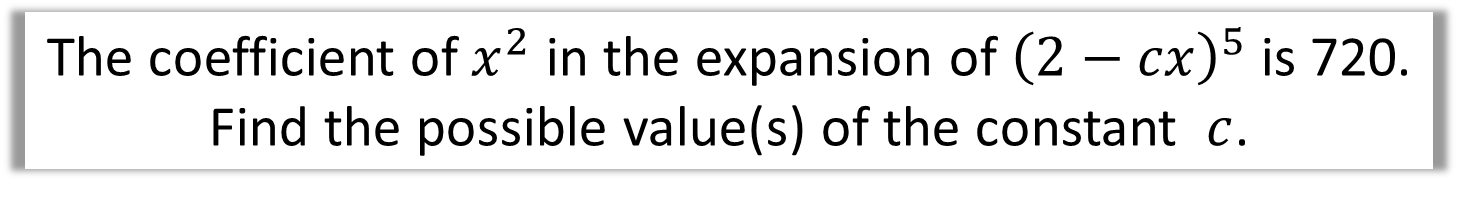 The coefficient of $x^2$ in the expansion of $(2 - cx)^5$ is 720.
Find the possible value(s) of the constant $c$.